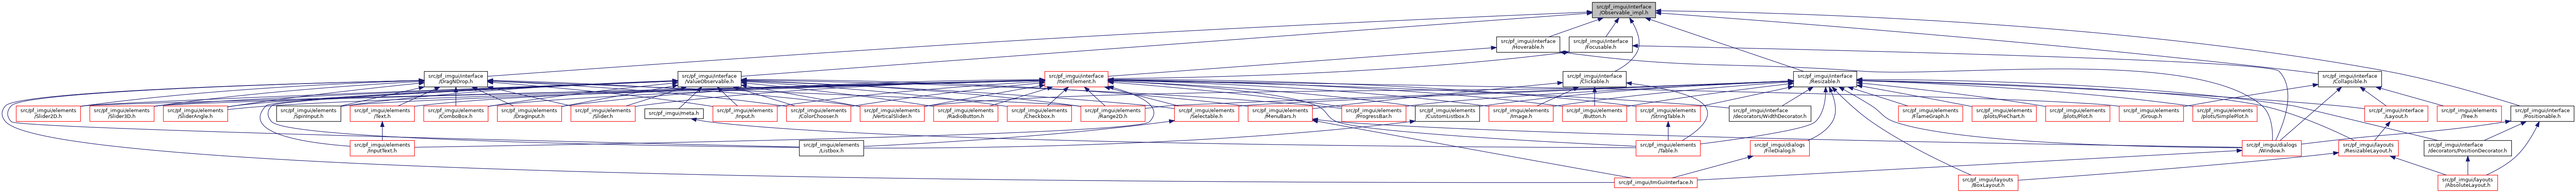 src/pf_imgui/interface
/Observable_impl.h
src/pf_imgui/interface
/Hoverable.h
src/pf_imgui/interface
/Focusable.h
src/pf_imgui/interface
/DragNDrop.h
src/pf_imgui/interface
/ValueObservable.h
src/pf_imgui/interface
/ItemElement.h
src/pf_imgui/interface
/Clickable.h
src/pf_imgui/interface
/Resizable.h
src/pf_imgui/interface
/Collapsible.h
src/pf_imgui/elements
/Slider2D.h
src/pf_imgui/elements
/Slider3D.h
src/pf_imgui/elements
/SliderAngle.h
src/pf_imgui/elements
/SpinInput.h
src/pf_imgui/elements
/Text.h
src/pf_imgui/elements
/ComboBox.h
src/pf_imgui/elements
/DragInput.h
src/pf_imgui/elements
/Slider.h
src/pf_imgui/meta.h
src/pf_imgui/elements
/Input.h
src/pf_imgui/elements
/ColorChooser.h
src/pf_imgui/elements
/VerticalSlider.h
src/pf_imgui/elements
/RadioButton.h
src/pf_imgui/elements
/Checkbox.h
src/pf_imgui/elements
/Range2D.h
src/pf_imgui/elements
/Selectable.h
src/pf_imgui/elements
/MenuBars.h
src/pf_imgui/elements
/ProgressBar.h
src/pf_imgui/elements
/CustomListbox.h
src/pf_imgui/elements
/Image.h
src/pf_imgui/elements
/Button.h
src/pf_imgui/elements
/StringTable.h
src/pf_imgui/interface
/decorators/WidthDecorator.h
src/pf_imgui/elements
/FlameGraph.h
src/pf_imgui/elements
/plots/PieChart.h
src/pf_imgui/elements
/plots/Plot.h
src/pf_imgui/elements
/Group.h
src/pf_imgui/elements
/plots/SimplePlot.h
src/pf_imgui/interface
/Layout.h
src/pf_imgui/elements
/Tree.h
src/pf_imgui/interface
/Positionable.h
src/pf_imgui/elements
/InputText.h
src/pf_imgui/elements
/Listbox.h
src/pf_imgui/elements
/Table.h
src/pf_imgui/dialogs
/FileDialog.h
src/pf_imgui/dialogs
/Window.h
src/pf_imgui/layouts
/ResizableLayout.h
src/pf_imgui/interface
/decorators/PositionDecorator.h
src/pf_imgui/ImGuiInterface.h
src/pf_imgui/layouts
/BoxLayout.h
src/pf_imgui/layouts
/AbsoluteLayout.h